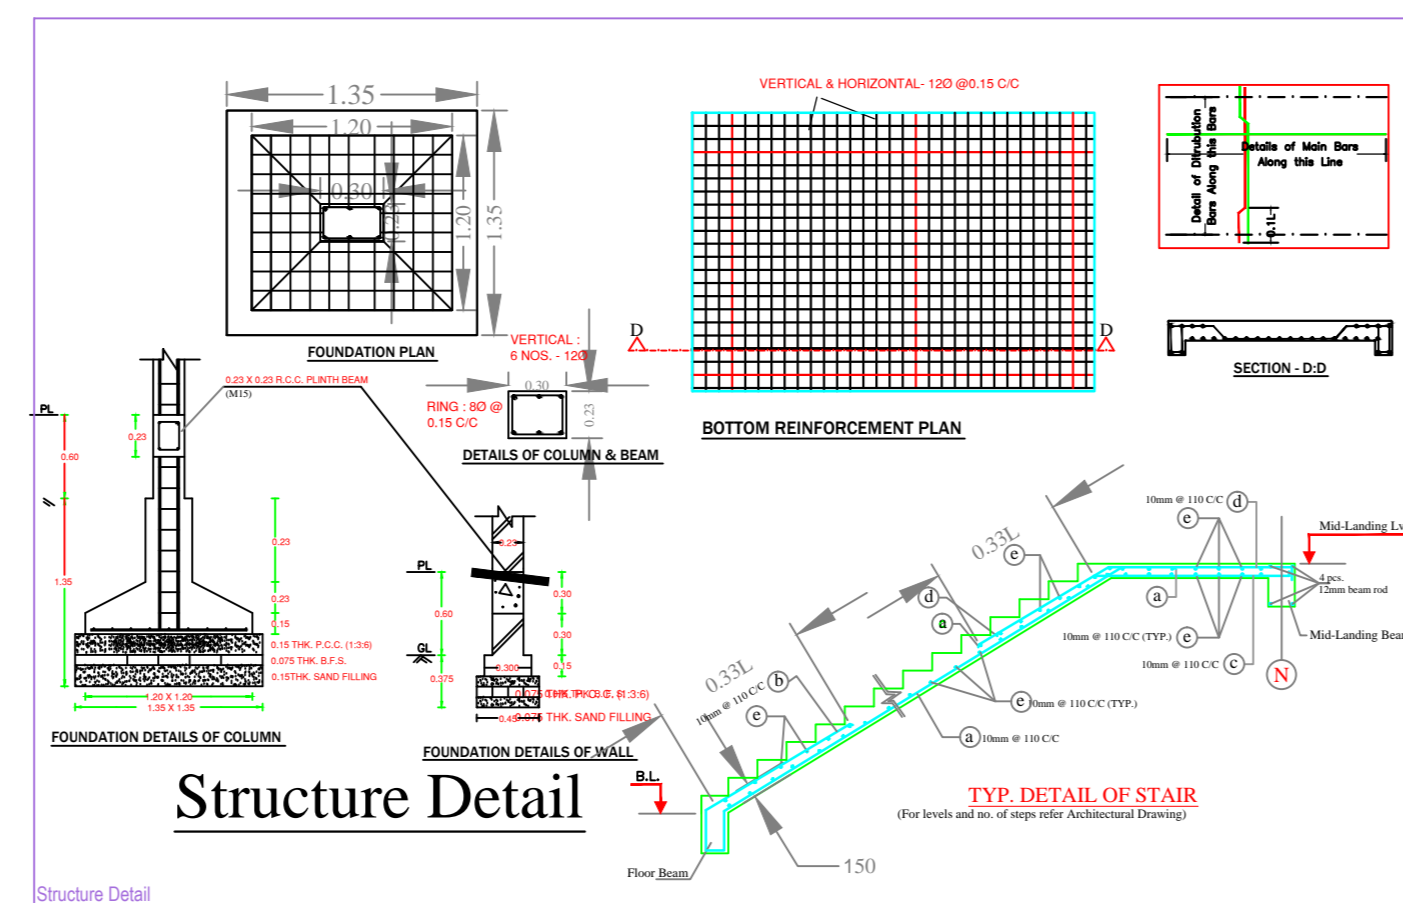 1.35
1.20
0.30
0.23
1.20
1.35
FOUNDATION PLAN
VERTICAL & HORIZONTAL- 12Ø @0.15 C/C
D
D
BOTTOM REINFORCEMENT PLAN
Detail of Ditrubution
Bars Along this Bars
Details of Main Bars
Along this Line
0.1L
SECTION - D:D
VERTICAL :
6 NOS. - 12Ø
0.30
0.23
RING : 8Ø @
0.15 C/C
DETAILS OF COLUMN & BEAM
0.23 X 0.23 R.C.C. PLINTH BEAM
(M15)
PL
0.23
0.60
1.35
0.23
0.23
0.15
0.15 THK. P.C.C. (1:3:6)
0.075 THK. B.F.S.
0.15THK. SAND FILLING
1.20 X 1.20
1.35 X 1.35
FOUNDATION DETAILS OF COLUMN
0.23
PL
0.60
GL
0.375
0.30
0.30
0.15
0.300
0.45
0.075 THK. SAND FILLING
FOUNDATION DETAILS OF WALL
Structure Detail
0.33L
0.33L
10mm @ 110 C/C
b
e
d
a
e
10mm @ 110 C/C
d
e
Mid-Landing Lv
4 pcs.
12mm beam rod
a
10mm @ 110 C/C (TYP.)
e
Mid-Landing Bear
10mm @ 110 C/C
c
N
e
0mm @ 110 C/C (TYP.)
a
10mm @ 110 C/C
B.L.
Floor Beam
150
TYP. DETAIL OF STAIR
(For levels and no. of steps refer Architectural Drawing)
Structure Detail